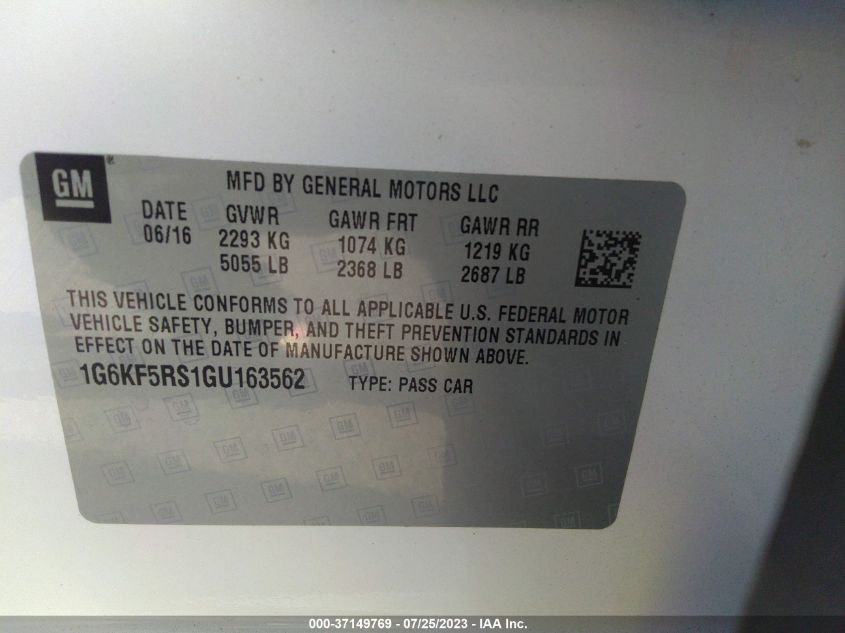 GM ®
MFD BY GENERAL MOTORS LLC
DATE GVWR GAWR FRT GAWR RR
06/16 2293 KG 1074 KG 1219 KG
5055 LB 2368 LB 2687 LB
THIS VEHICLE CONFORMS TO ALL APPLICABLE U.S. FEDERAL MOTOR
VEHICLE SAFETY, BUMPER, AND THEFT PREVENTION STANDARDS IN
EFFECT ON THE DATE OF MANUFACTURE SHOWN ABOVE.
1G6KF5RS1GU163562 TYPE: PASS CAR
000-37149769 - 07/25/2023 - IAA Inc.